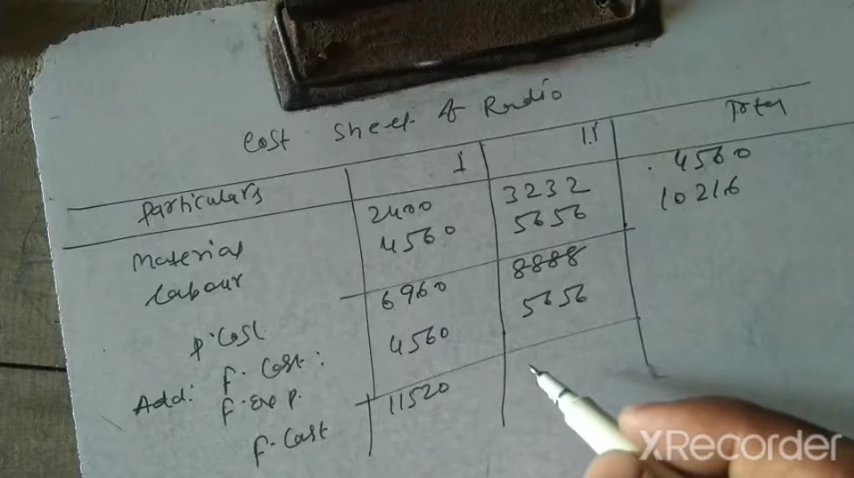 Cost Sheet of Radio
Particulars I II Total
Material 2400 3232 4560
Labour 4560 5656 10216
P. Cost 6960 8888
Add: F. Cost: 4560 5656
F. Exp.
F. Cost 11520
XRecorder